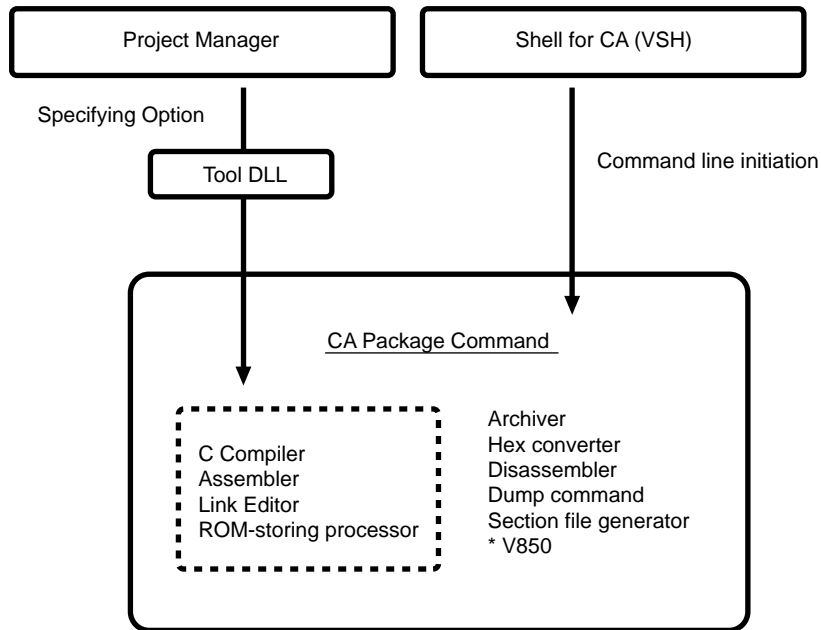 Project Manager
Shell for CA (VSH)
Specifying Option
Tool DLL
Command line initiation
CA Package Command
C Compiler
Assembler
Link Editor
ROM-storing processor
Archiver
Hex converter
Disassembler
Dump command
Section file generator
* V850